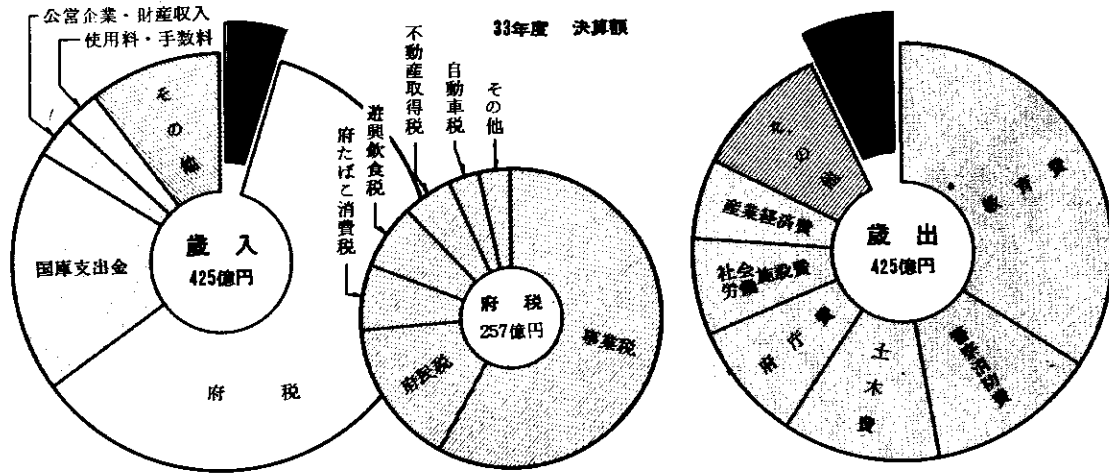 公営企業・財産収入
使用料・手数料
その他
国庫支出金
府税
歳入
425億円
33年度 決算額
府たばこ消費税
遊興飲食税
不動産取得税
自動車税
その他
府税
257億円
事業税
府民税
歳出
425億円
教育費
警察消防費
土木費
府庁費
社会労働施設費
産業経済費
その他